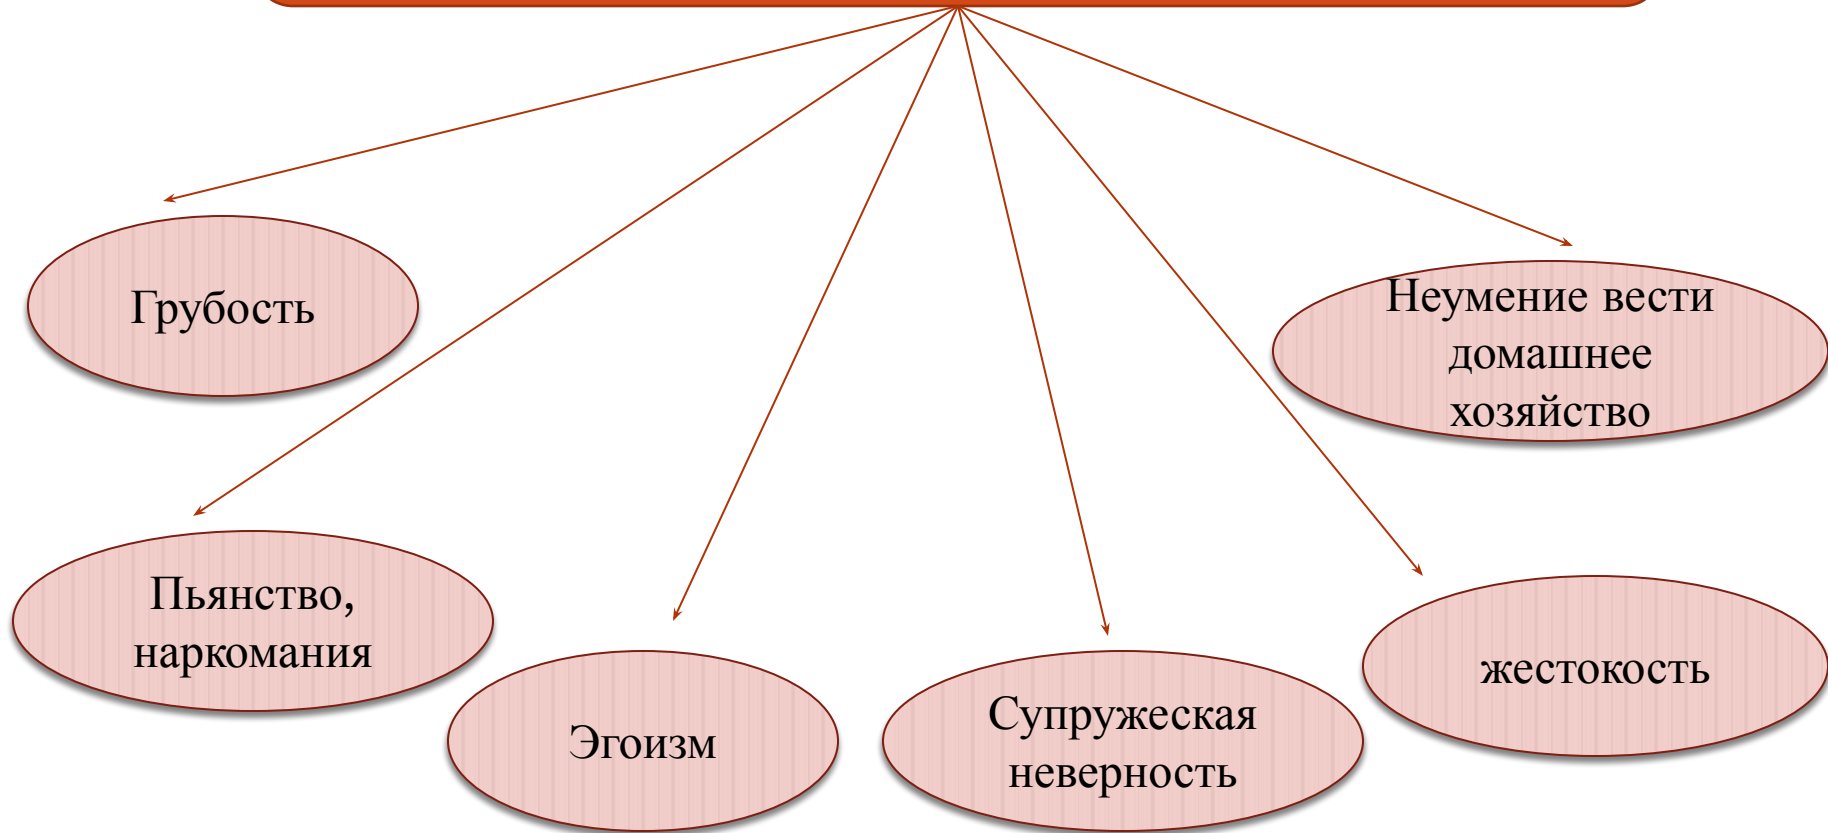 Грубость
Неумение вести
домашнее
хозяйство
Пьянство,
наркомания
Эгоизм
Супружеская
неверность
жестокость